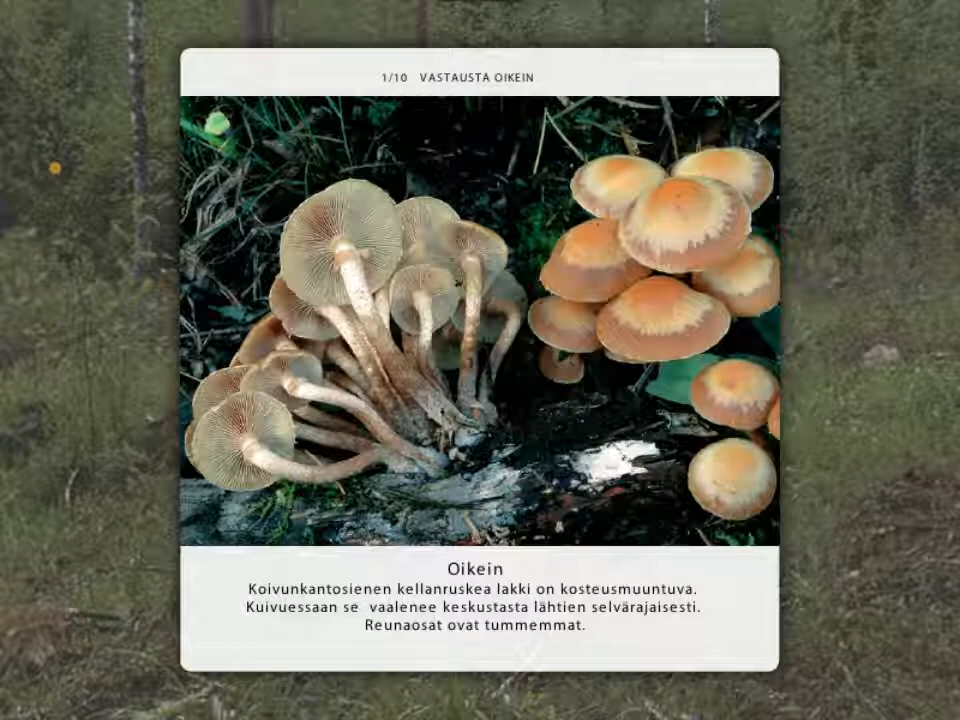 1/10 VASTAUSTA OIKEIN
Oikein
Koivunkantosienen kellanruskea lakki on kosteusmuuntuva.
Kuivuessaan se vaalenee keskustasta lähtien selvärajaisesti.
Reunaosat ovat tummemmat.